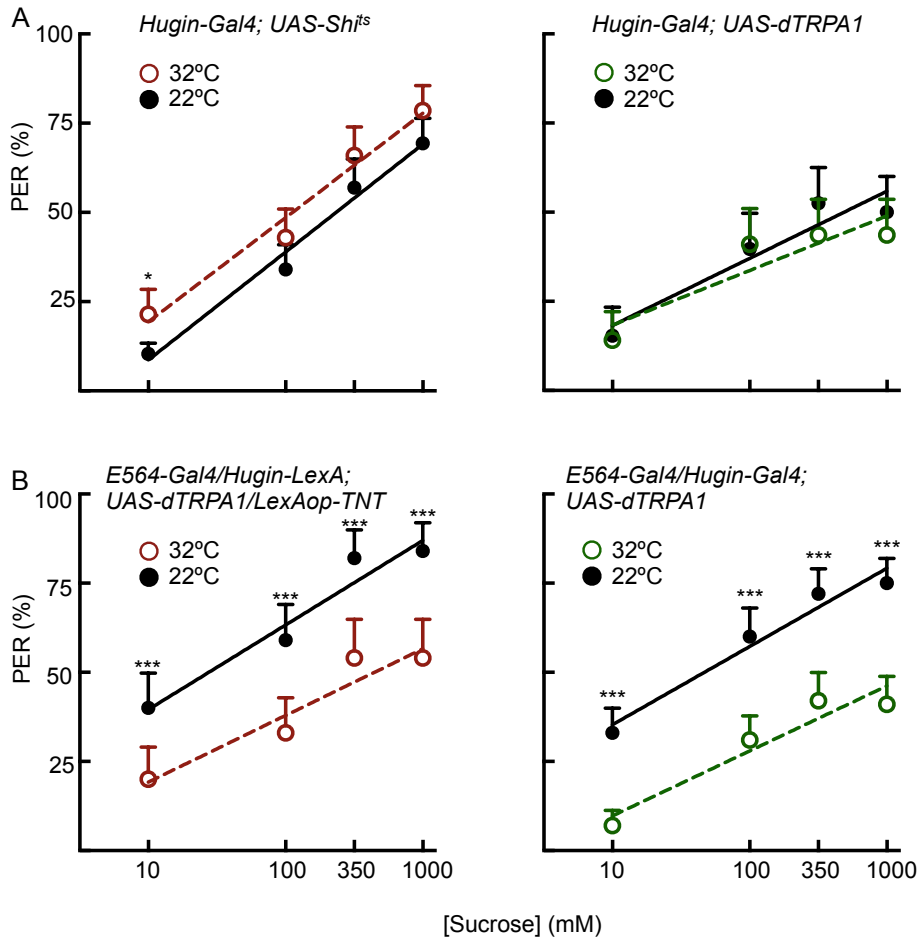 A
Hugin-Gal4; UAS-Shiᵗˢ
Hugin-Gal4; UAS-dTRPA1
100
75
50
25
PER (%)
32ºC
22ºC
*
32ºC
22ºC
B
E564-Gal4/Hugin-LexA;
UAS-dTRPA1/LexAop-TNT
E564-Gal4/Hugin-Gal4;
UAS-dTRPA1
100
75
50
25
PER (%)
32ºC
22ºC
***
***
***
***
10
100
350
1000
32ºC
22ºC
***
***
***
***
10
100
350
1000
[Sucrose] (mM)